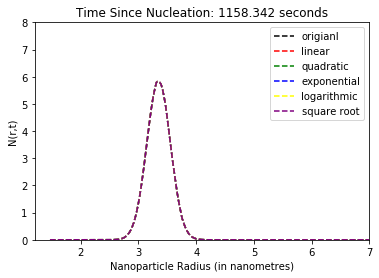 Time Since Nucleation: 1158.342 seconds
origianl
linear
quadratic
exponential
logarithmic
square root
N(r,t)
8
7
6
5
4
3
2
1
0
2 3 4 5 6 7
Nanoparticle Radius (in nanometres)